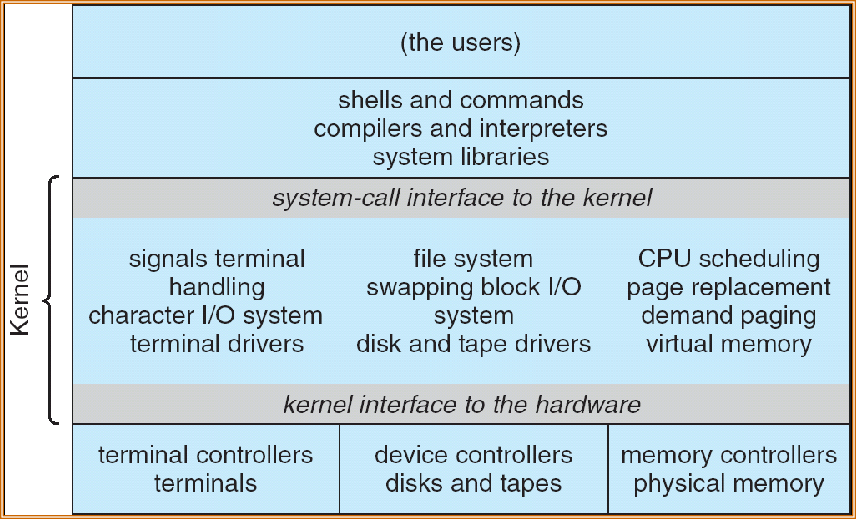 (the users)
shells and commands
compilers and interpreters
system libraries
Kernel
system-call interface to the kernel
signals terminal
handling
character I/O system
terminal drivers
file system
swapping block I/O
system
disk and tape drivers
CPU scheduling
page replacement
demand paging
virtual memory
kernel interface to the hardware
terminal controllers
terminals
device controllers
disks and tapes
memory controllers
physical memory